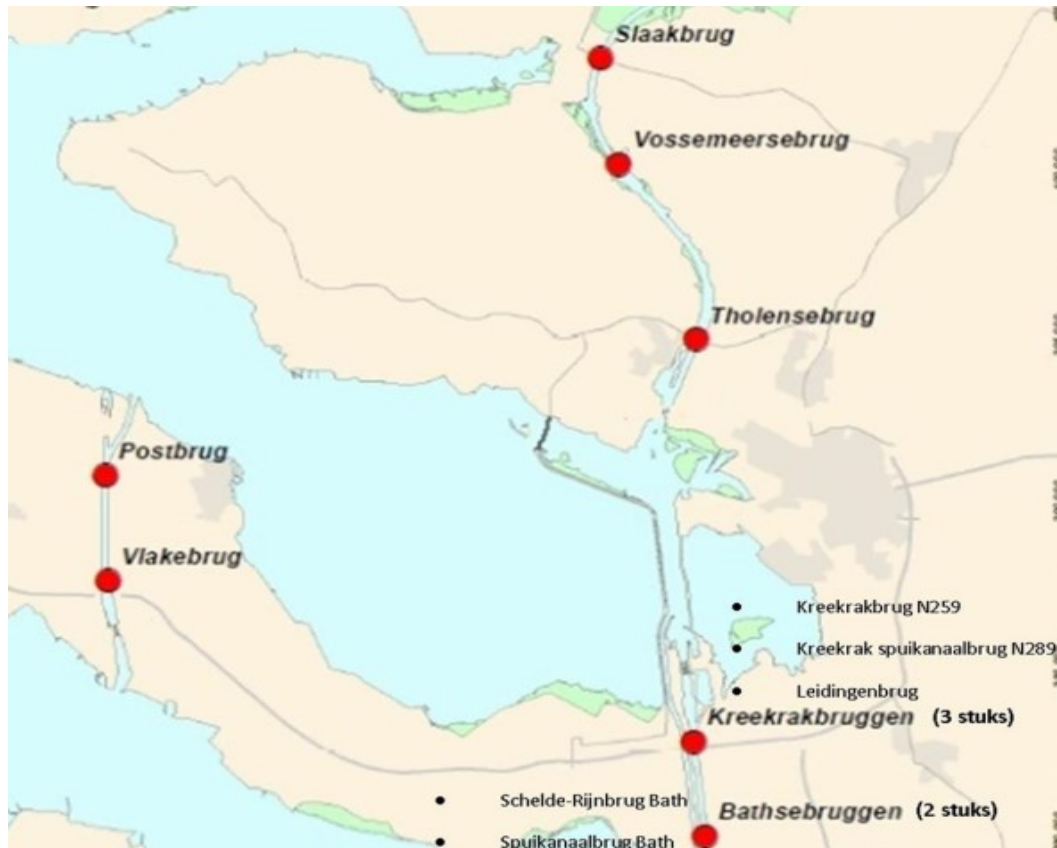 Slaakbrug
Vossemeersebrug
Tholensebrug
Postbrug
Vlakebrug
• Kreekrakbrug N259
• Kreekrak spuikanaalbrug N289
• Leidingenbrug
Kreekrakbruggen (3 stuks)
• Schelde-Rijnbrug Bath
Bathsebruggen (2 stuks)
• Spuikanaalbrug Bath